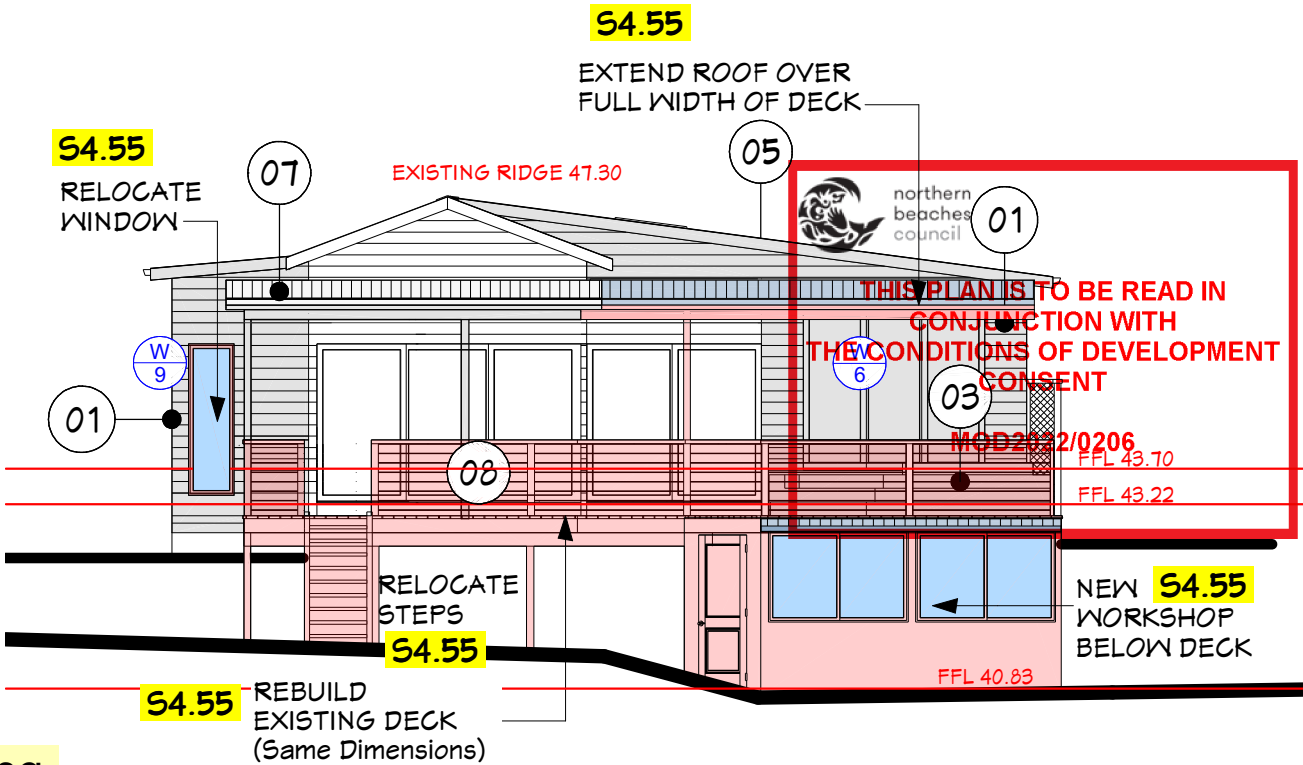 S4.55
EXTEND ROOF OVER
FULL WIDTH OF DECK
S4.55
RELOCATE
WINDOW
07
EXISTING RIDGE 47.30
05
northern
beaches
council
01
THIS PLAN IS TO BE READ IN
CONJUNCTION WITH
THE CONDITIONS OF DEVELOPMENT
CONSENT
MOD2022/0206
W
9
W
6
01
03
08
FFL 43.70
FFL 43.22
RELOCATE
STEPS
S4.55
NEW S4.55
WORKSHOP
BELOW DECK
FFL 40.83
S4.55 REBUILD
EXISTING DECK
(Same Dimensions)